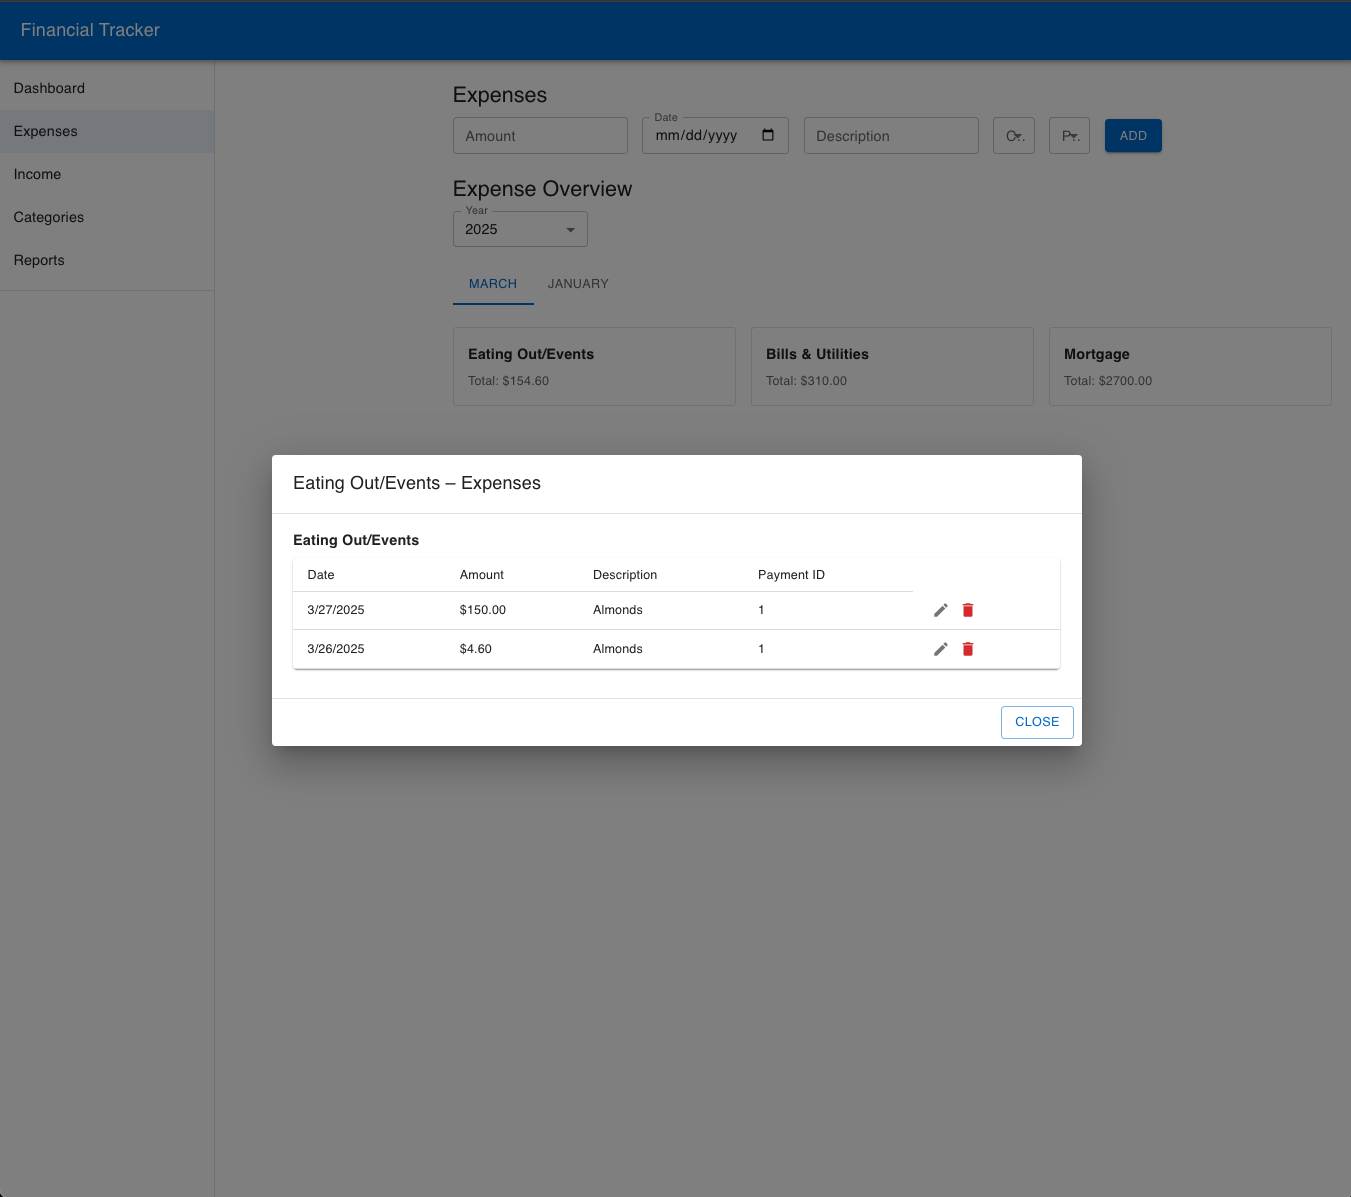 Financial Tracker
Dashboard
Expenses
Income
Categories
Reports
Expenses
Amount
Date
mm/dd/yyyy
Description
C..
P..
ADD
Expense Overview
Year
2025
MARCH JANUARY
Eating Out/Events
Total: $154.60
Bills & Utilities
Total: $310.00
Mortgage
Total: $2700.00
Eating Out/Events – Expenses
Eating Out/Events
Date Amount Description Payment ID
3/27/2025 $150.00 Almonds 1
3/26/2025 $4.60 Almonds 1
CLOSE